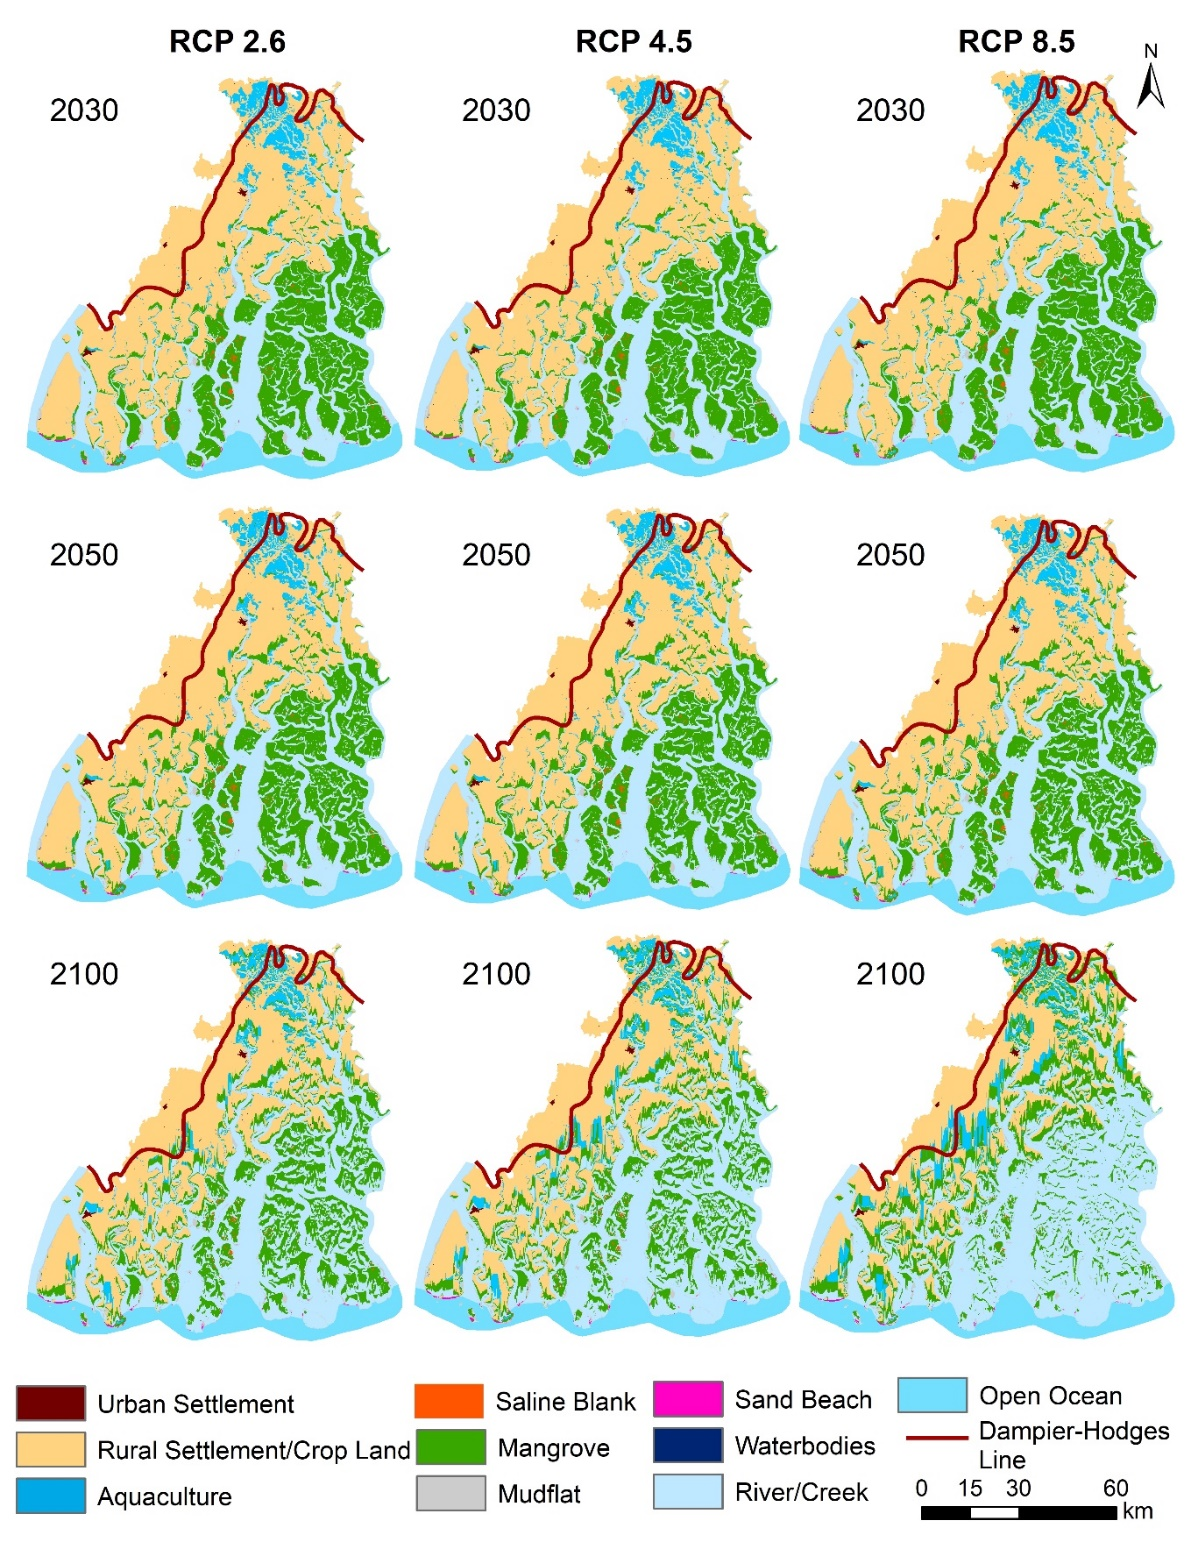 RCP 2.6
RCP 4.5
RCP 8.5
N
2030
2030
2030
2050
2050
2050
2100
2100
2100
Urban Settlement
Rural Settlement/Crop Land
Aquaculture
Saline Blank
Mangrove
Mudflat
Sand Beach
Waterbodies
River/Creek
Open Ocean
Dampier-Hodges
Line
0 15 30 60
km